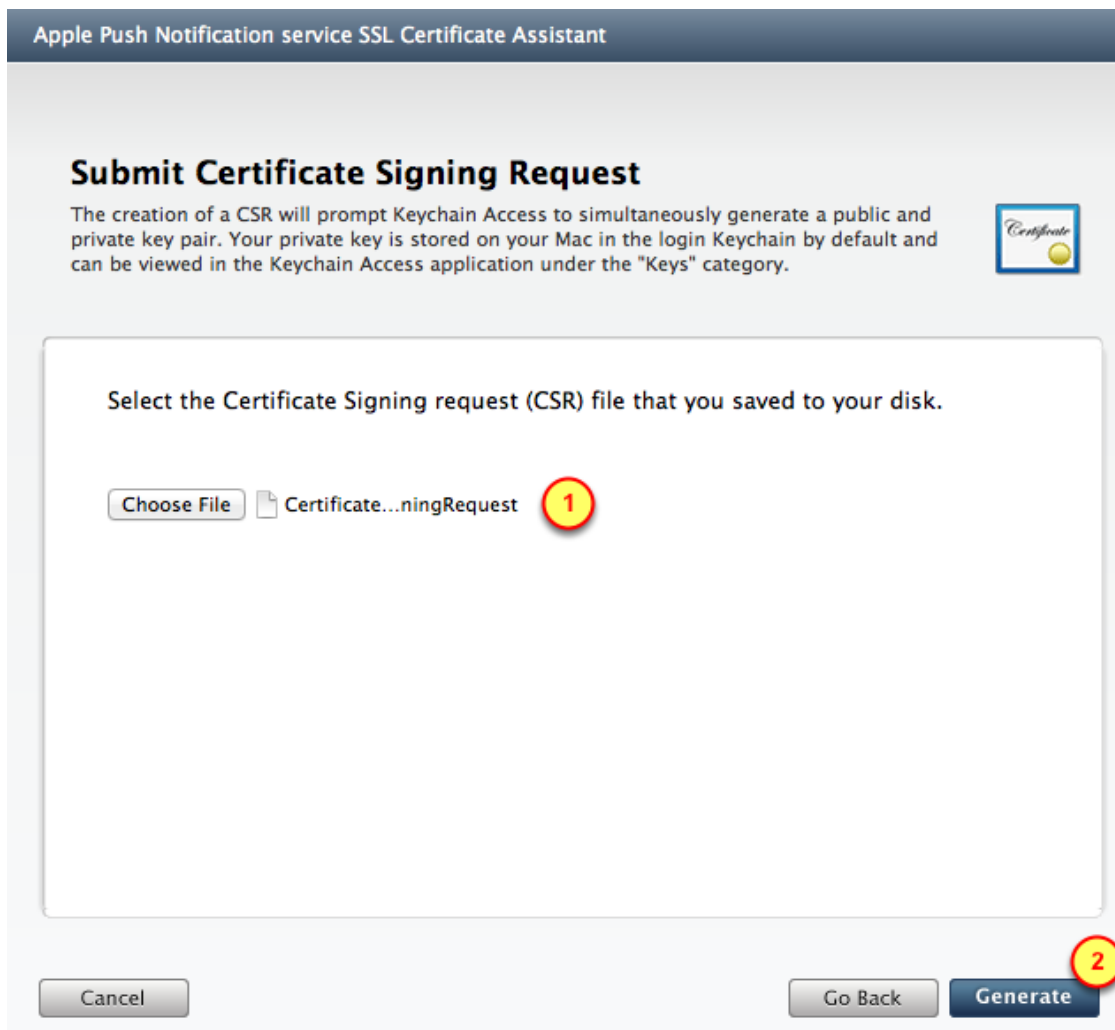 Apple Push Notification service SSL Certificate Assistant
Submit Certificate Signing Request
The creation of a CSR will prompt Keychain Access to simultaneously generate a public and
private key pair. Your private key is stored on your Mac in the login Keychain by default and
can be viewed in the Keychain Access application under the "Keys" category.
Certificate
Select the Certificate Signing request (CSR) file that you saved to your disk.
Choose File Certificate...ningRequest 1
2
Cancel Go Back Generate